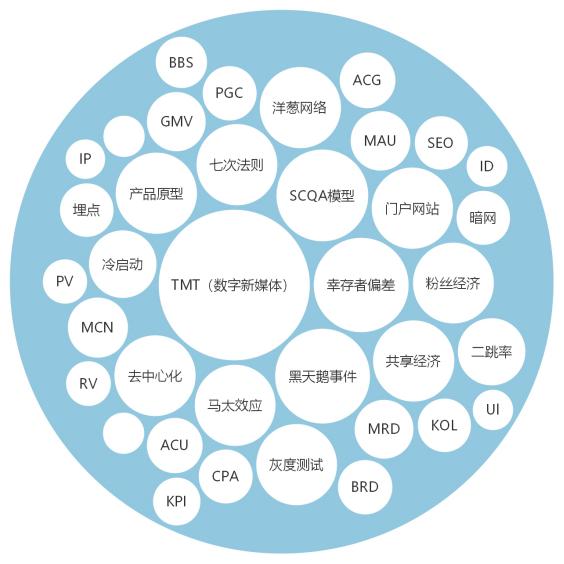 BBS
ACG
PGC
洋葱网络
GMV
MAU
SEO
IP
七次法则
ID
产品原型
SCQA模型
门户网站
埋点
暗网
冷启动
PV
TMT（数字新媒体）
幸存者偏差
粉丝经济
MCN
二跳率
共享经济
去中心化
黑天鹅事件
RV
马太效应
UI
MRD
KOL
ACU
灰度测试
CPA
BRD
KPI